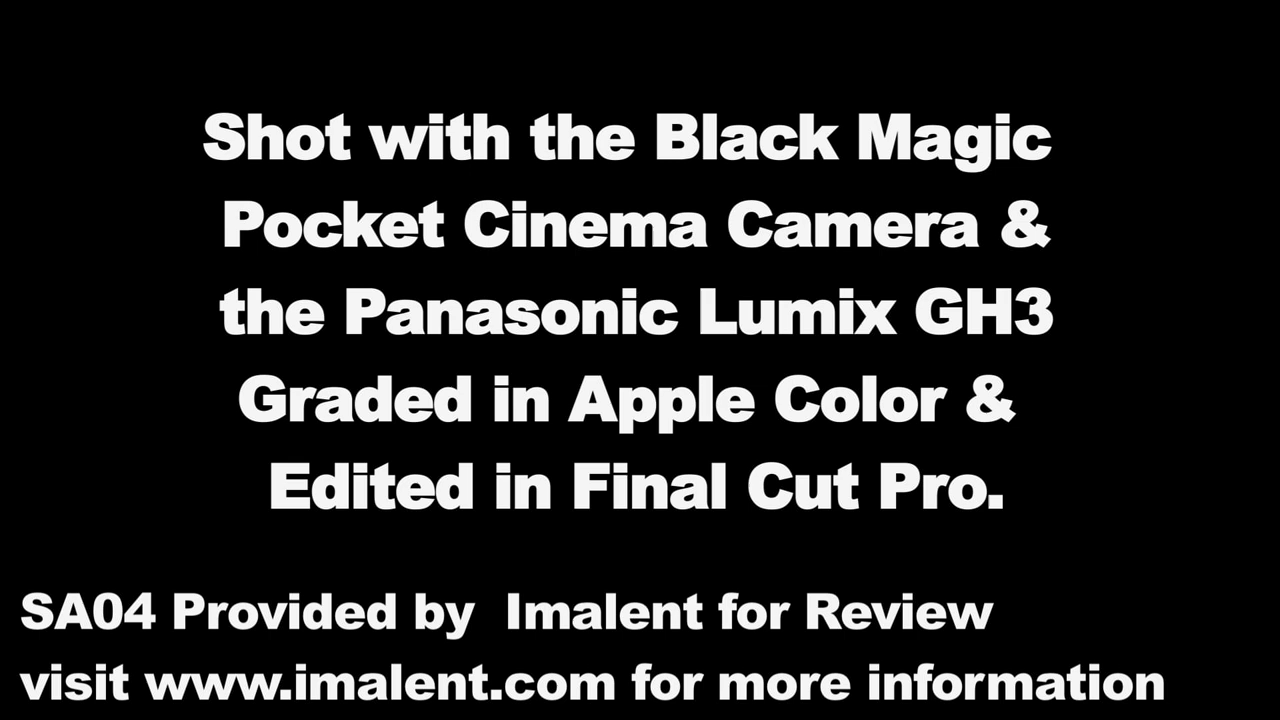 Shot with the Black Magic
Pocket Cinema Camera &
the Panasonic Lumix GH3
Graded in Apple Color &
Edited in Final Cut Pro.
SA04 Provided by  Imalent for Review
visit www.imalent.com for more information